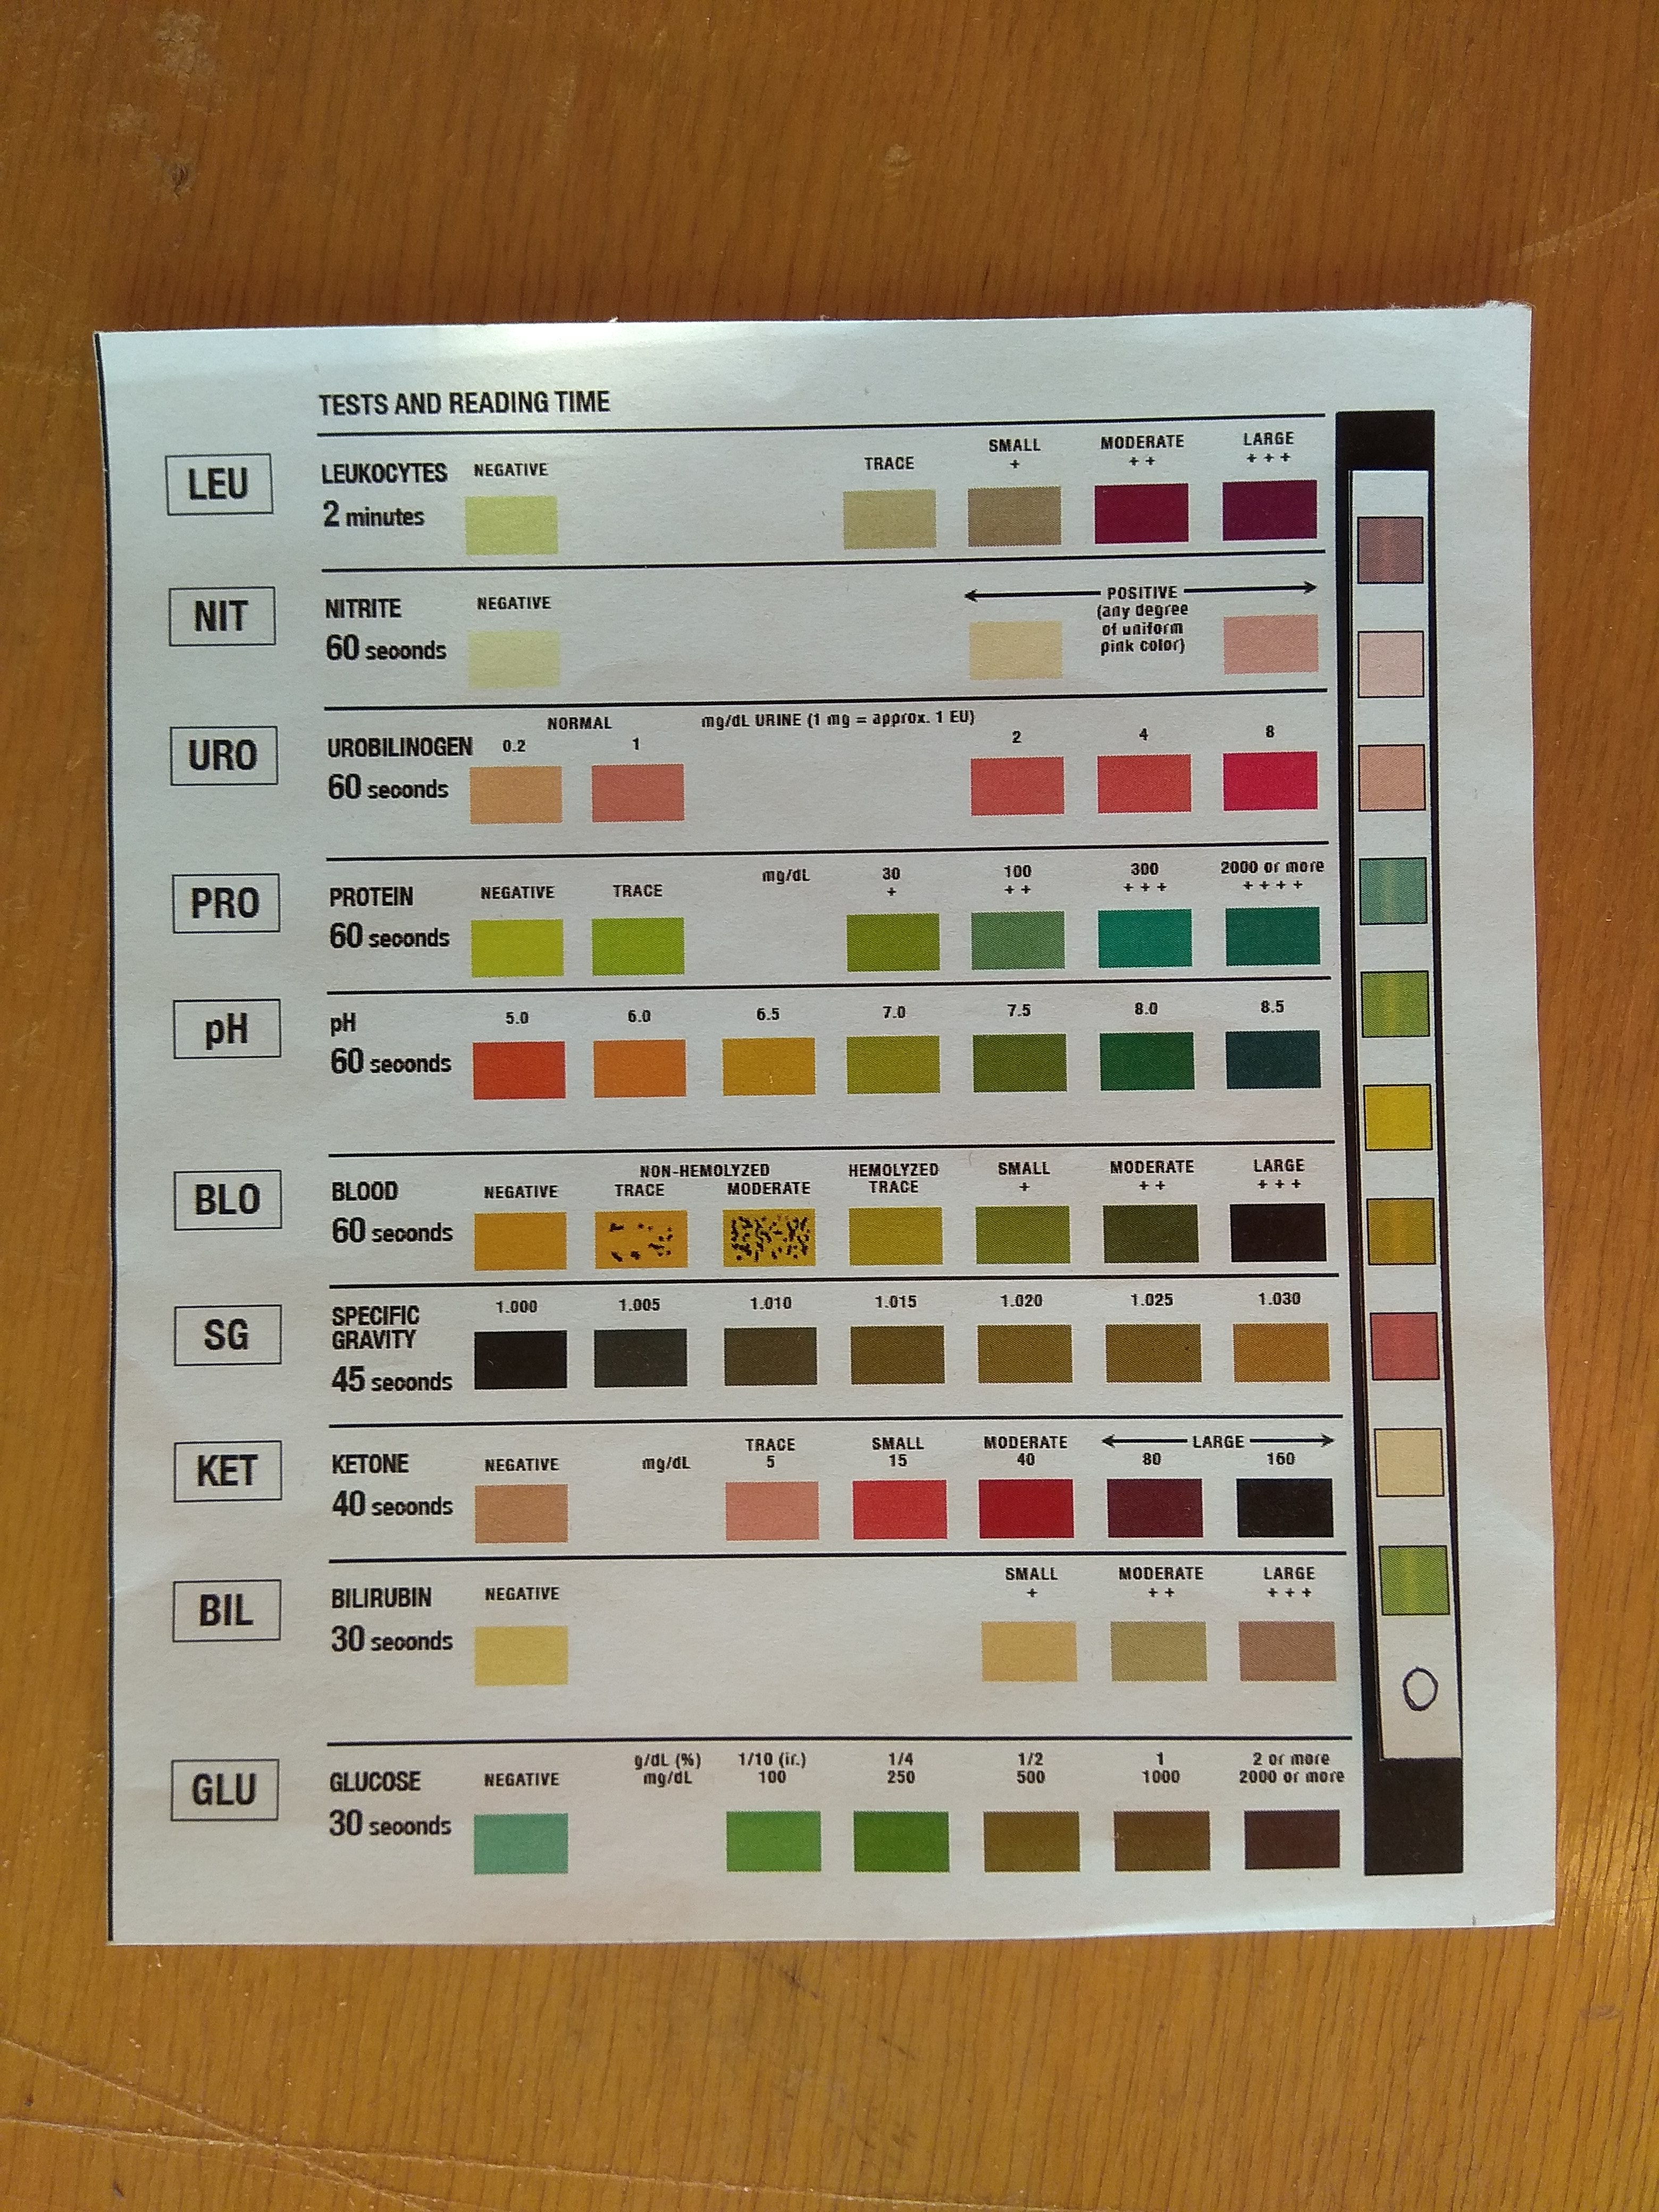 TESTS AND READING TIME
LEU
LEUKOCYTES
2 minutes
NEGATIVE
TRACE
SMALL
+
MODERATE
+ +
LARGE
+ + +
NIT
NITRITE
60 seconds
NEGATIVE
POSITIVE
(any degree
of uniform
pink color)
URO
UROBILINOGEN
60 seconds
NORMAL
0.2 1
mg/dL URINE (1 mg = approx. 1 EU)
2 4 8
PRO
PROTEIN
60 seconds
NEGATIVE
TRACE
mg/dL
30
+
100
+ +
300
+ + +
2000 or more
+ + + +
pH
pH
60 seconds
5.0 6.0 6.5 7.0 7.5 8.0 8.5
BLO
BLOOD
60 seconds
NEGATIVE
NON-HEMOLYZED
TRACE MODERATE
HEMOLYZED
TRACE
SMALL
+
MODERATE
+ +
LARGE
+ + +
SG
SPECIFIC
GRAVITY
45 seconds
1.000 1.005 1.010 1.015 1.020 1.025 1.030
KET
KETONE
40 seconds
NEGATIVE
mg/dL
TRACE
5
SMALL
15
MODERATE
40
LARGE
80 160
BIL
BILIRUBIN
30 seconds
NEGATIVE
SMALL
+
MODERATE
+ +
LARGE
+ + +
GLU
GLUCOSE
30 seconds
NEGATIVE
g/dL (%)
mg/dL
1/10 (ir.)
100
1/4
250
1/2
500
1
1000
2 or more
2000 or more